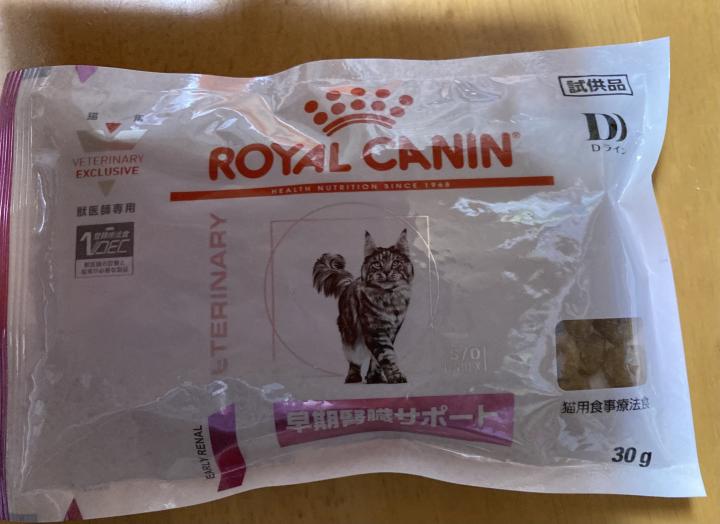 試供品
ROYAL CANIN
HEALTH NUTRITION SINCE 1968
VETERINARY
EXCLUSIVE
獣医師専用
Dライン
VETERINARY
S/O
INDEX
早期腎臓サポート
EARLY RENAL
猫用食事療法食
30g